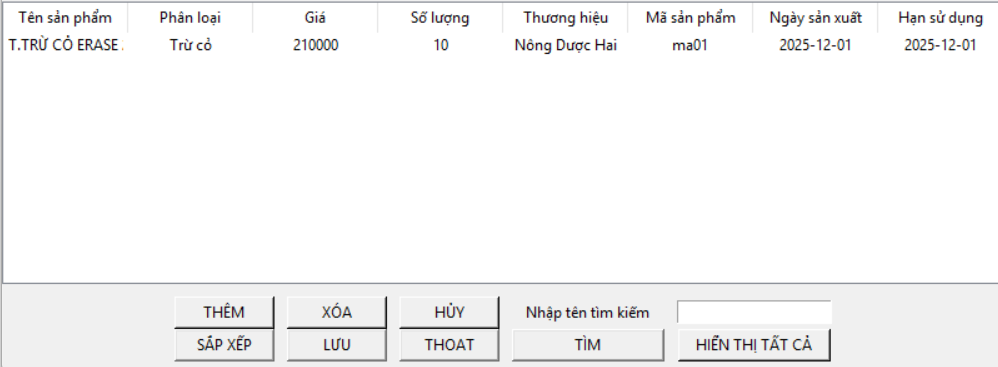 Tên sản phẩm Phân loại Giá Số lượng Thương hiệu Mã sản phẩm Ngày sản xuất Hạn sử dụng
T.TRỪ CỎ ERASE Trừ cỏ 210000 10 Nông Dược Hai ma01 2025-12-01 2025-12-01
THÊM XÓA HỦY Nhập tên tìm kiếm
SẮP XẾP LƯU THOAT TÌM HIỂN THỊ TẤT CẢ